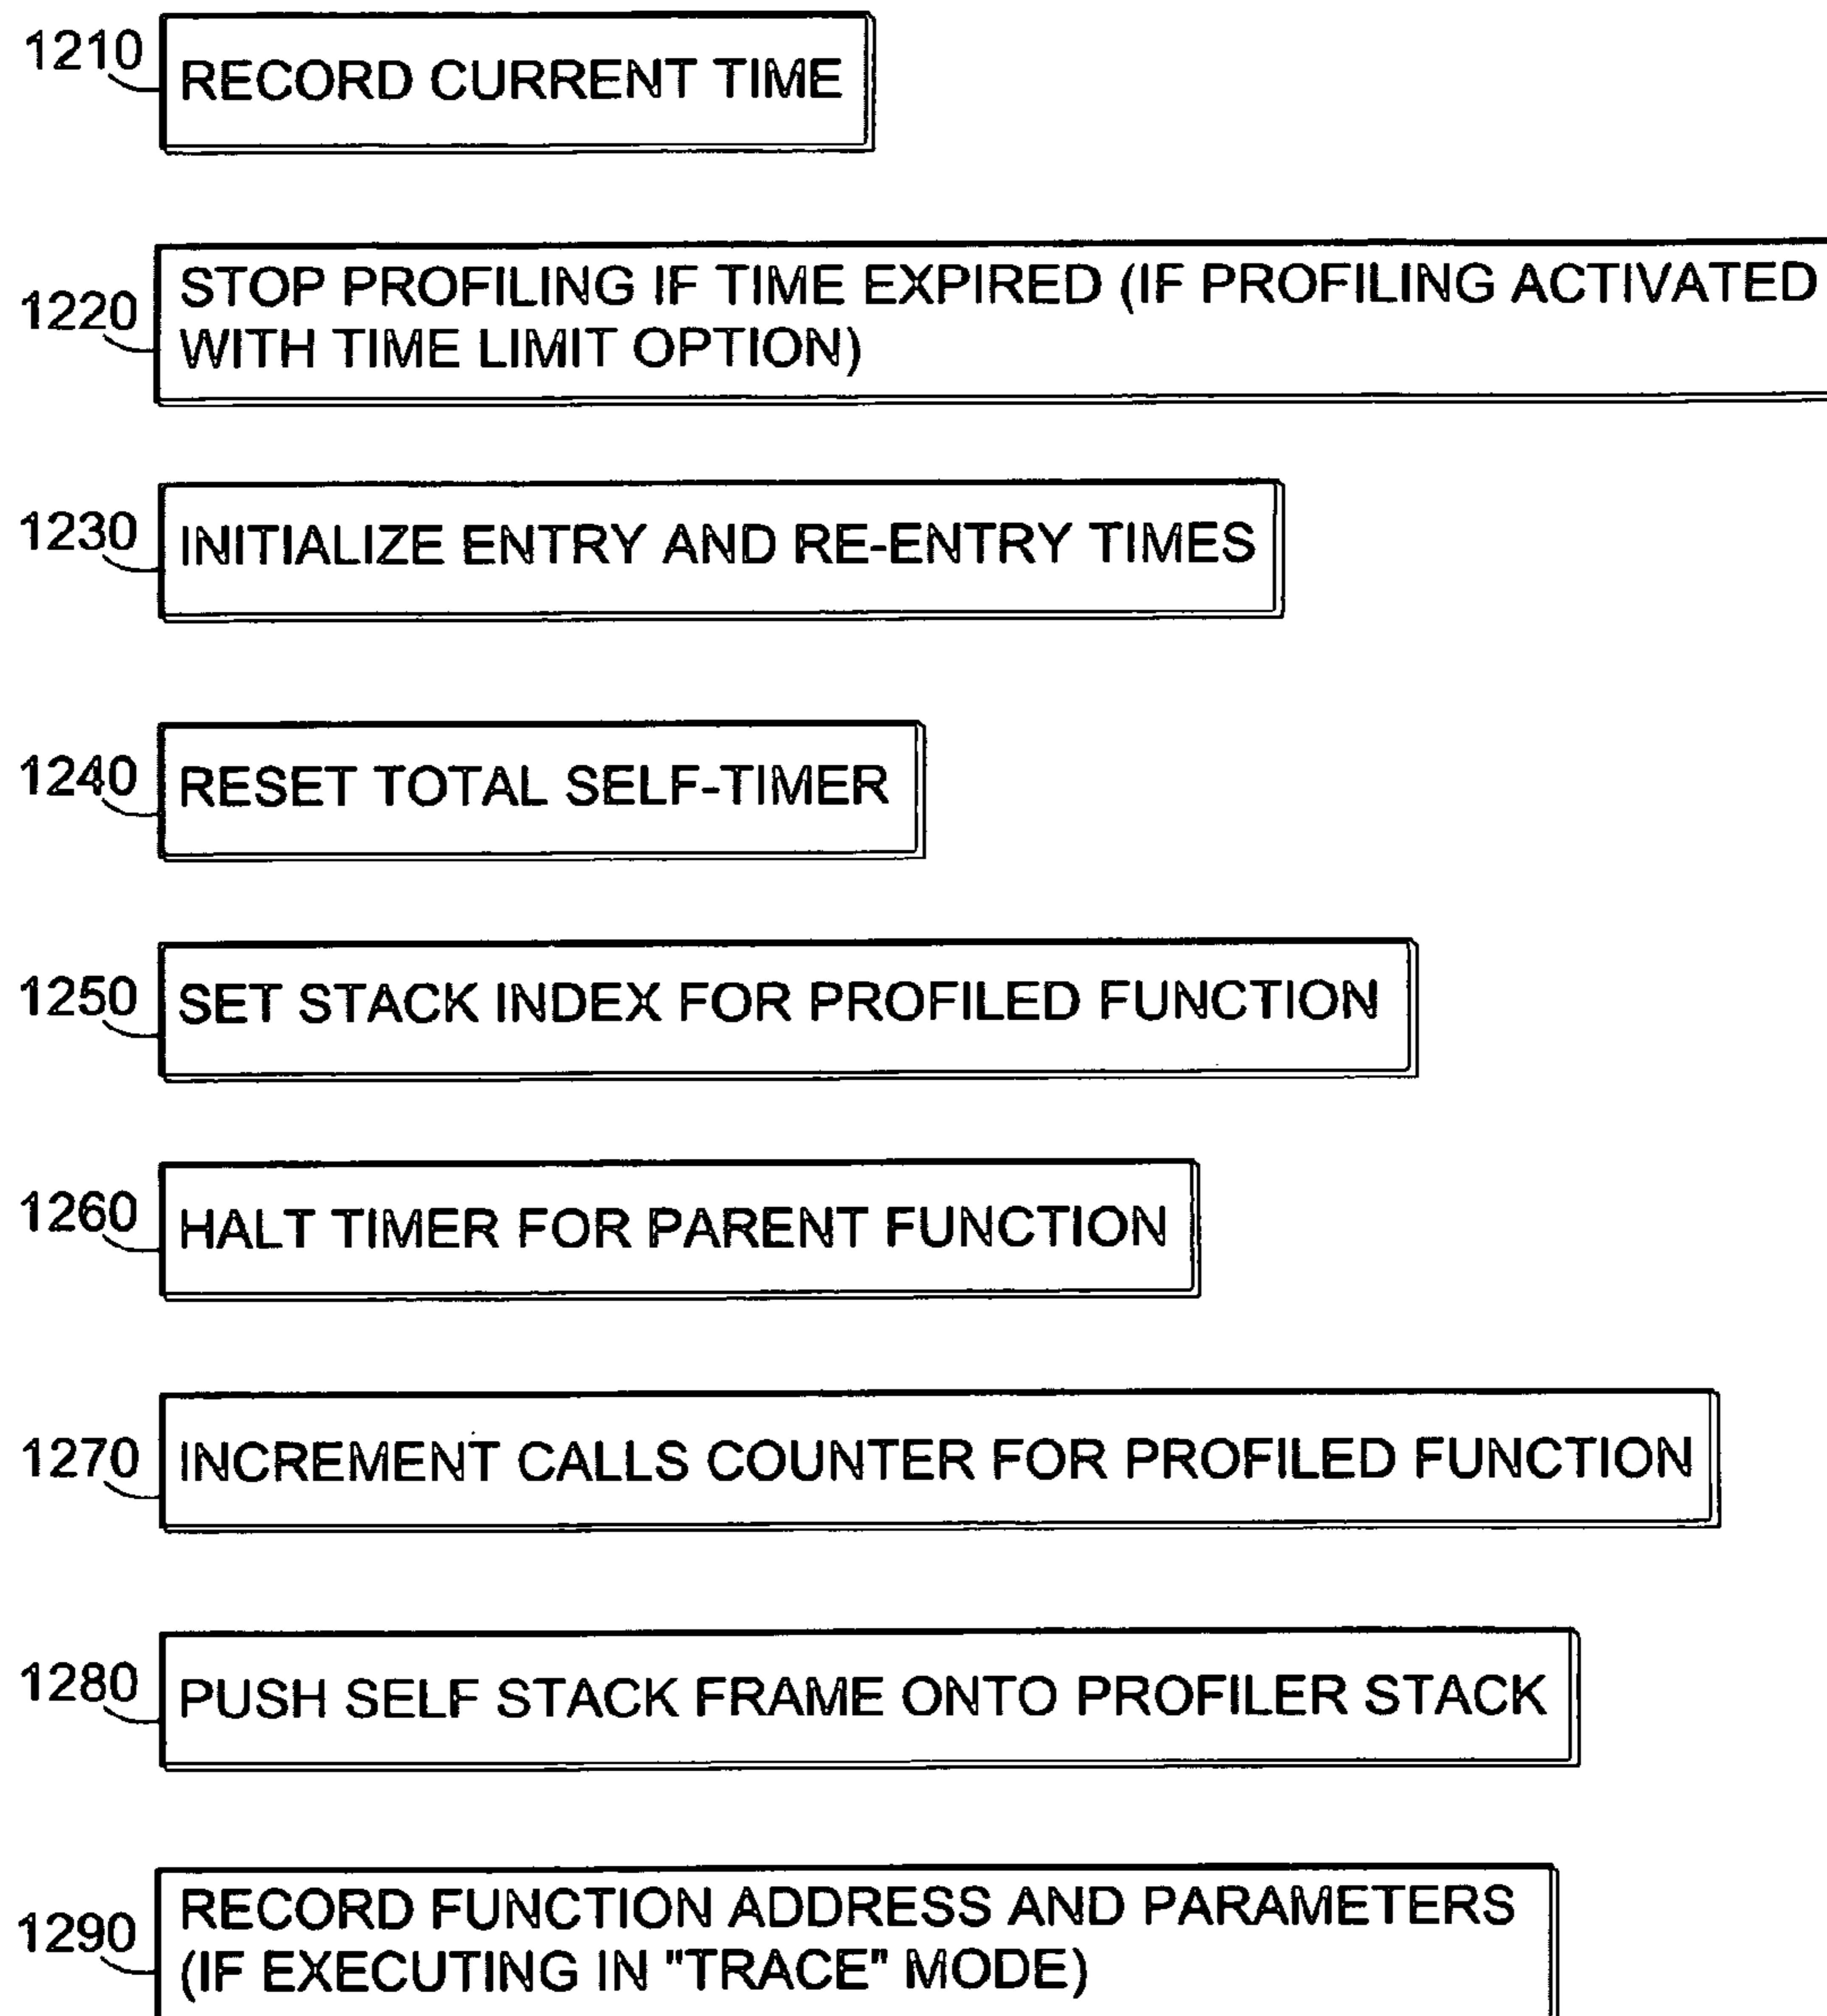 1210
RECORD CURRENT TIME
1220
STOP PROFILING IF TIME EXPIRED (IF PROFILING ACTIVATED
WITH TIME LIMIT OPTION)
1230
INITIALIZE ENTRY AND RE-ENTRY TIMES
1240
RESET TOTAL SELF-TIMER
1250
SET STACK INDEX FOR PROFILED FUNCTION
1260
HALT TIMER FOR PARENT FUNCTION
1270
INCREMENT CALLS COUNTER FOR PROFILED FUNCTION
1280
PUSH SELF STACK FRAME ONTO PROFILER STACK
1290
RECORD FUNCTION ADDRESS AND PARAMETERS
(IF EXECUTING IN "TRACE" MODE)